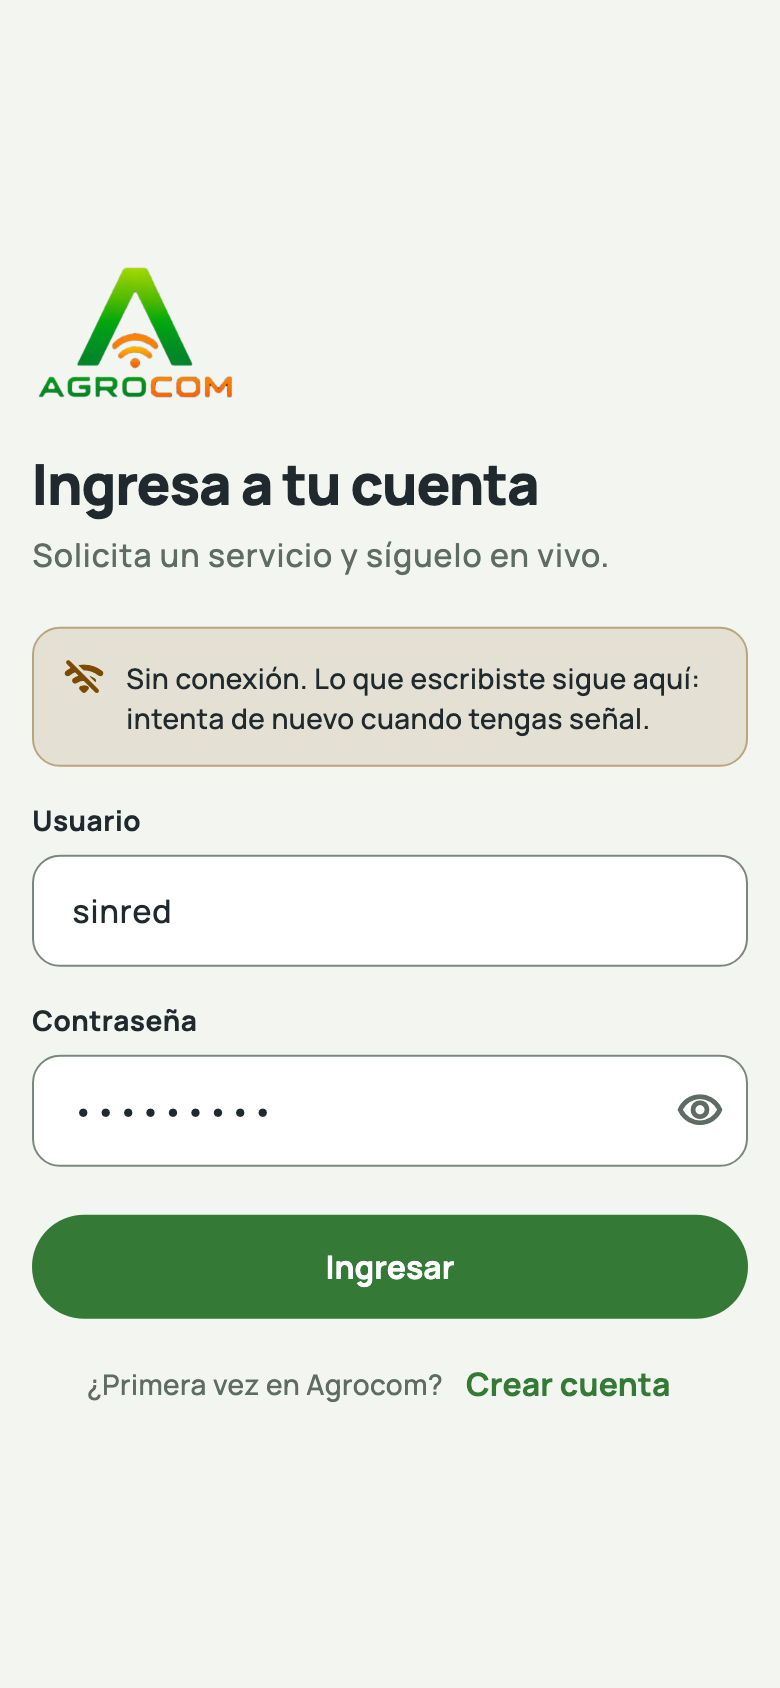 AGROCOM
Ingresa a tu cuenta
Solicita un servicio y síguelo en vivo.
Sin conexión. Lo que escribiste sigue aquí:
intenta de nuevo cuando tengas señal.
Usuario
sinred
Contraseña
•••••••••
Ingresar
¿Primera vez en Agrocom? Crear cuenta